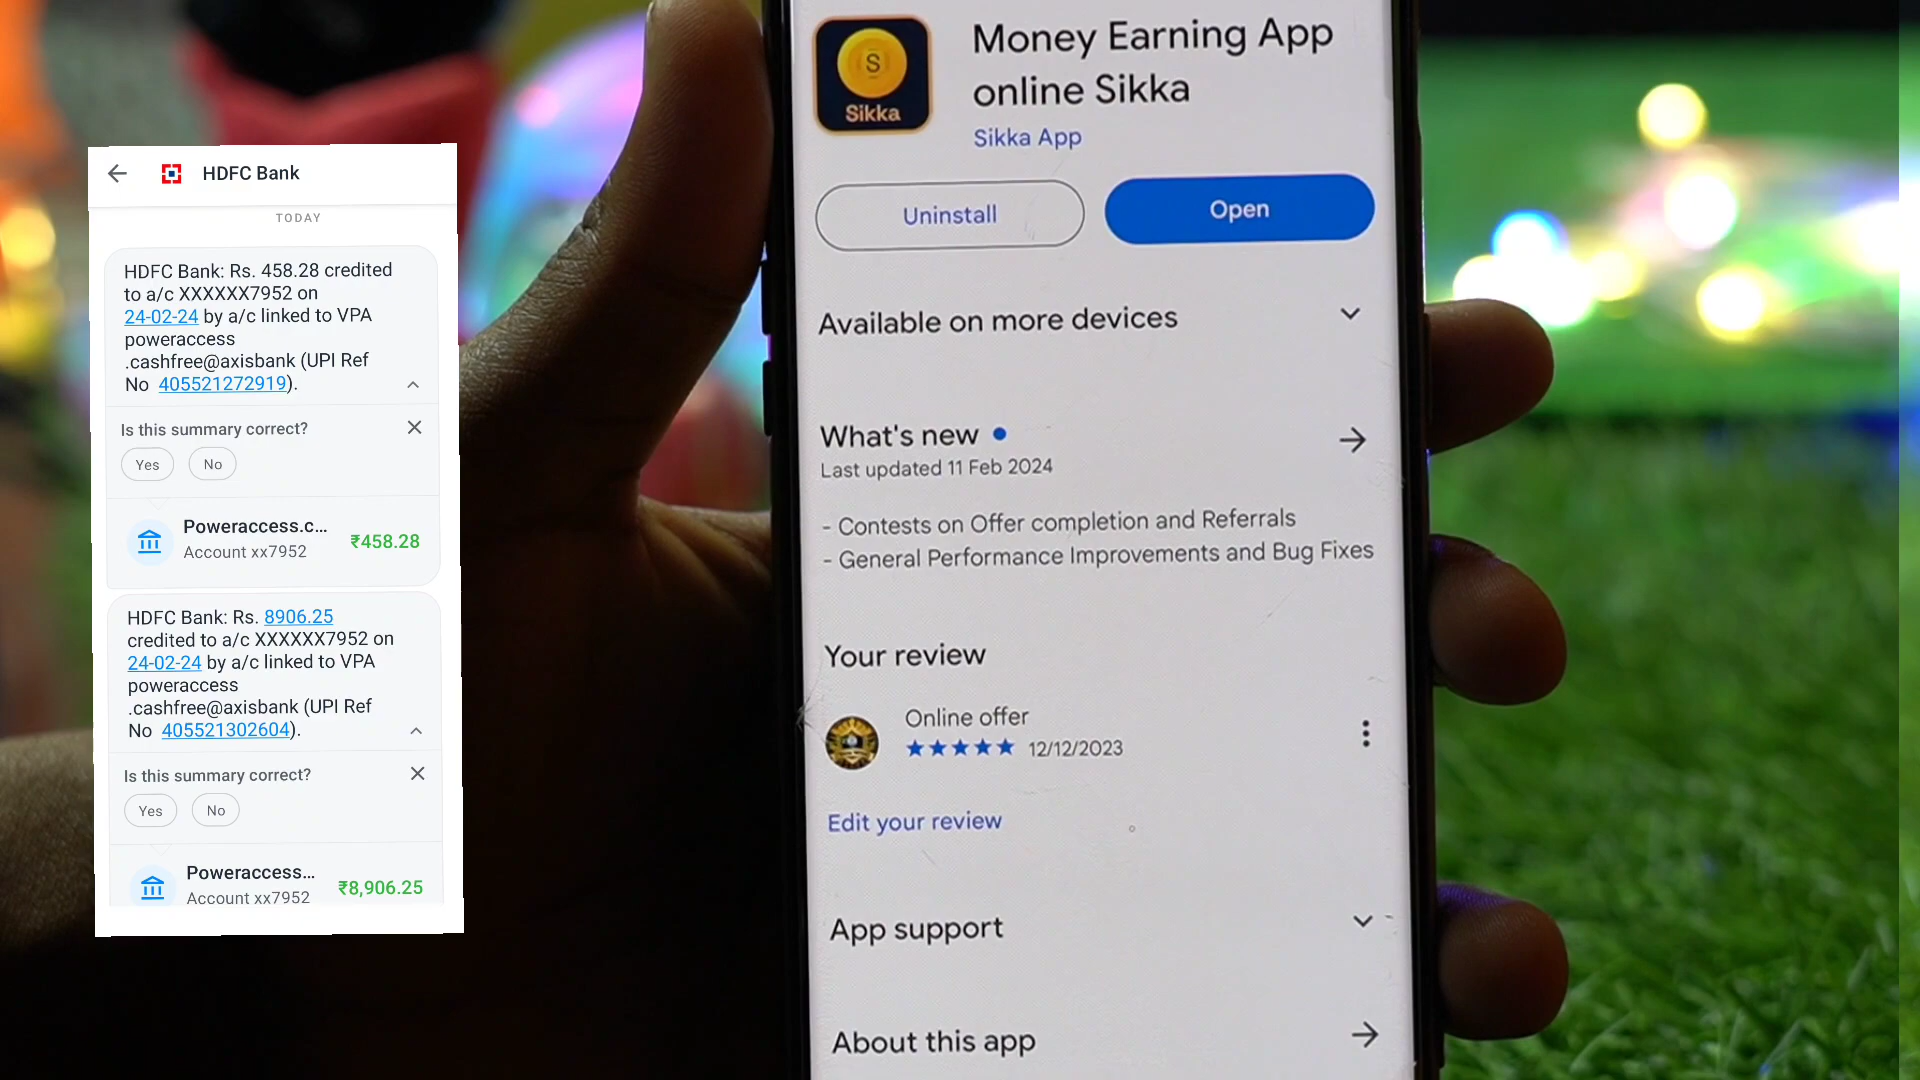 HDFC Bank
TODAY
HDFC Bank: Rs. 458.28 credited
to a/c XXXXXX7952 on
24-02-24 by a/c linked to VPA
poweraccess
.cashfree@axisbank (UPI Ref
No 405521272919).
Is this summary correct?
Yes No
Poweraccess.c...
₹458.28
Account xx7952
HDFC Bank: Rs. 8906.25
credited to a/c XXXXXX7952 on
24-02-24 by a/c linked to VPA
poweraccess
.cashfree@axisbank (UPI Ref
No 405521302604).
Is this summary correct?
Yes No
Poweraccess...
₹8,906.25
Account xx7952
S
Sikka
Money Earning App
online Sikka
Sikka App
Uninstall
Open
Available on more devices
What's new
Last updated 11 Feb 2024
- Contests on Offer completion and Referrals
- General Performance Improvements and Bug Fixes
Your review
Online offer
12/12/2023
Edit your review
App support
About this app